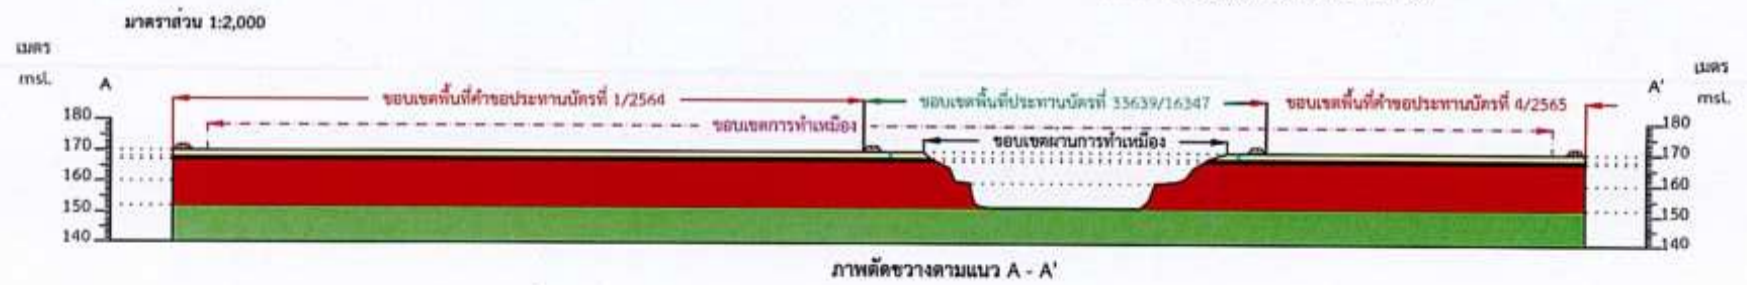 มาตราส่วน 1:2,000
เมตร
msl.
A
ขอบเขตพื้นที่คำขอประทานบัตรที่ 1/2564
ขอบเขตพื้นที่ประทานบัตรที่ 33639/16347
ขอบเขตพื้นที่คำขอประทานบัตรที่ 4/2565
A'
เมตร
msl.
ขอบเขตการทำเหมือง
ขอบเขตผ่านการทำเหมือง
180
170
160
150
140
180
170
160
150
140
ภาพตัดขวางตามแนว A - A'